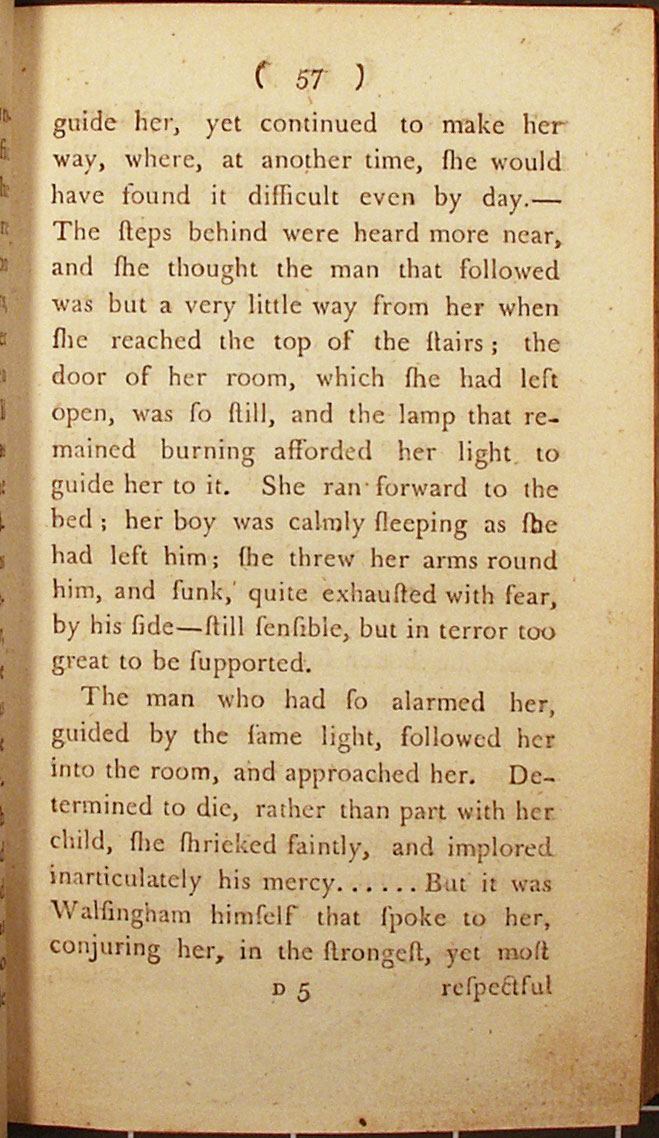 ( 57 )
guide her, yet continued to make her
way, where, at another time, ſhe would
have found it difficult even by day.—
The ſteps behind were heard more near,
and ſhe thought the man that followed
was but a very little way from her when
ſhe reached the top of the ſtairs; the
door of her room, which ſhe had left
open, was ſo ſtill, and the lamp that re-
mained burning afforded her light to
guide her to it. She ran forward to the
bed; her boy was calmly ſleeping as ſhe
had left him; ſhe threw her arms round
him, and ſunk, quite exhauſted with fear,
by his ſide—ſtill ſenſible, but in terror too
great to be ſupported.
The man who had ſo alarmed her,
guided by the ſame light, followed her
into the room, and approached her. De-
termined to die, rather than part with her
child, ſhe ſhrieked faintly, and implored
inarticulately his mercy...... But it was
Walſingham himſelf that ſpoke to her,
conjuring her, in the ſtrongeſt, yet moſt
D 5 reſpectful